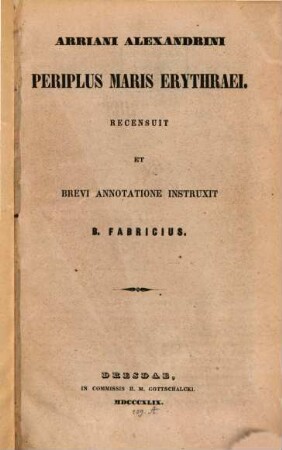 ARRIANI ALEXANDRINI
PERIPLUS MARIS ERYTHRAEI.
RECENSUIT
ET
BREVI ANNOTATIONE INSTRUXIT
B. FABRICIUS.
DRESDAE,
IN COMMISSIS H. M. GOTTSCHALCKI.
MDCCCXLIX.